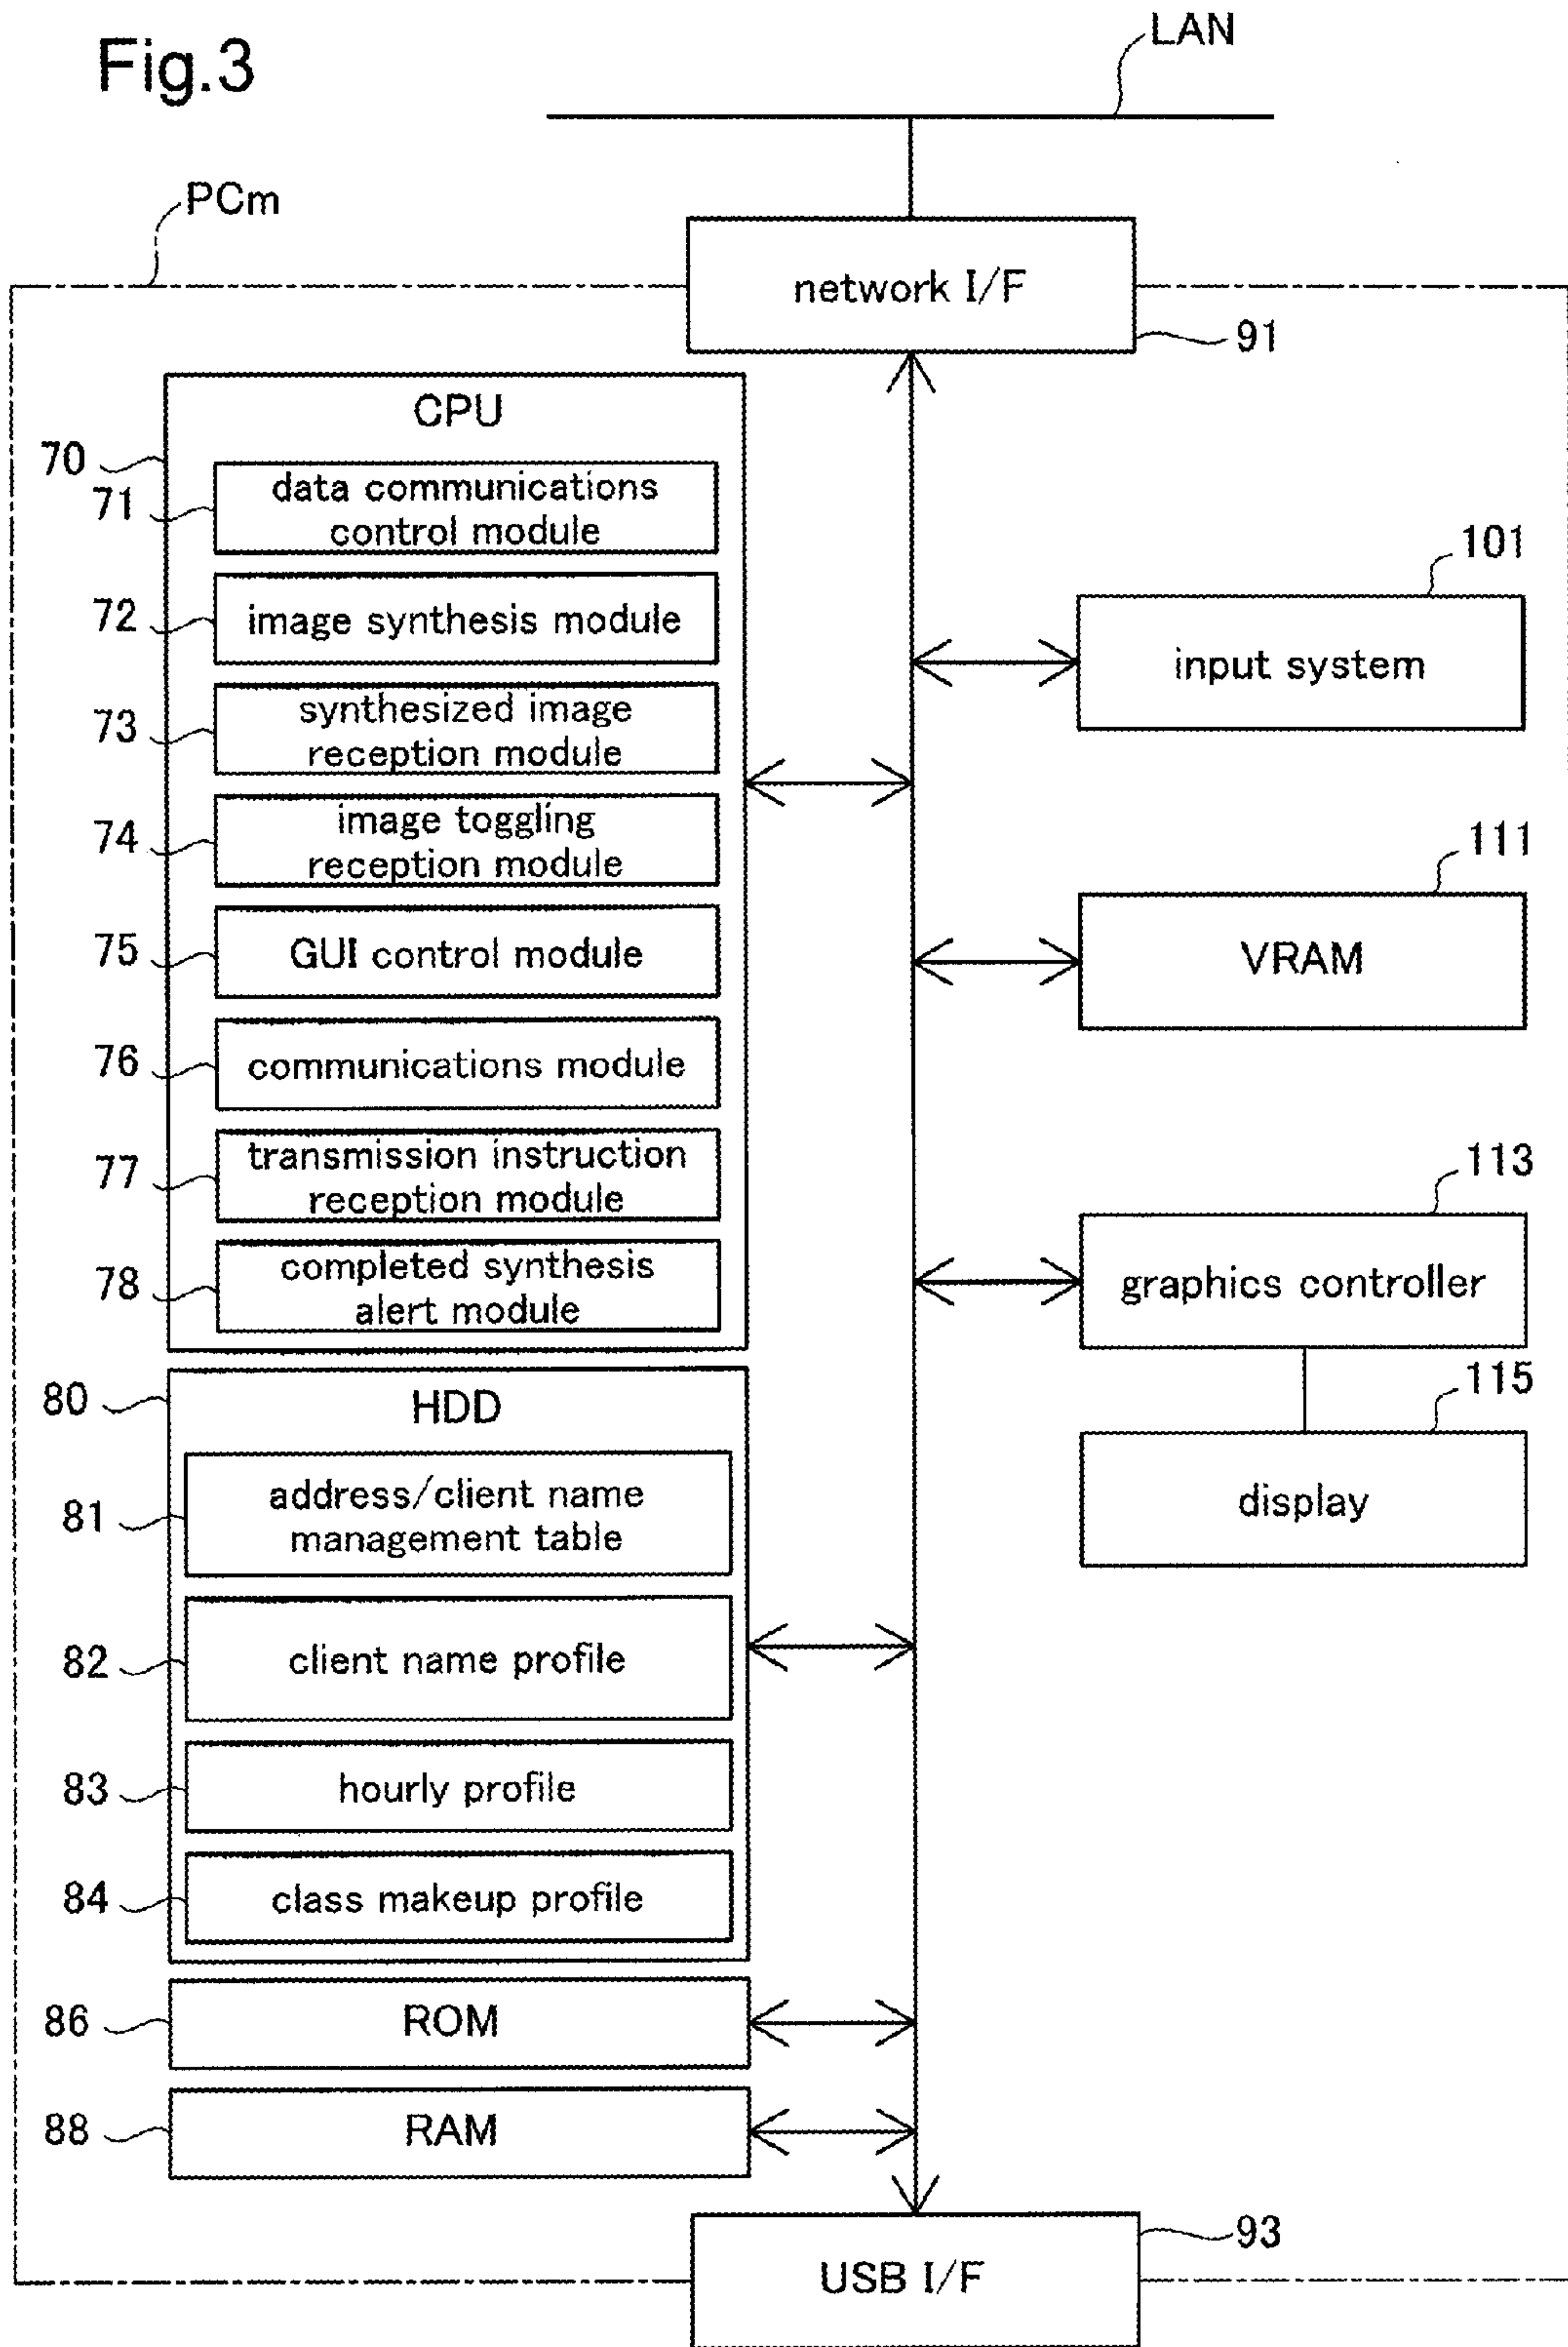 Fig.3
LAN
PCm
network I/F
91
CPU
70
data communications
control module
71
image synthesis module
72
synthesized image
reception module
73
image toggling
reception module
74
GUI control module
75
communications module
76
transmission instruction
reception module
77
completed synthesis
alert module
78
101
input system
111
VRAM
113
graphics controller
115
display
80
HDD
address/client name
management table
81
client name profile
82
hourly profile
83
class makeup profile
84
86
ROM
88
RAM
93
USB I/F